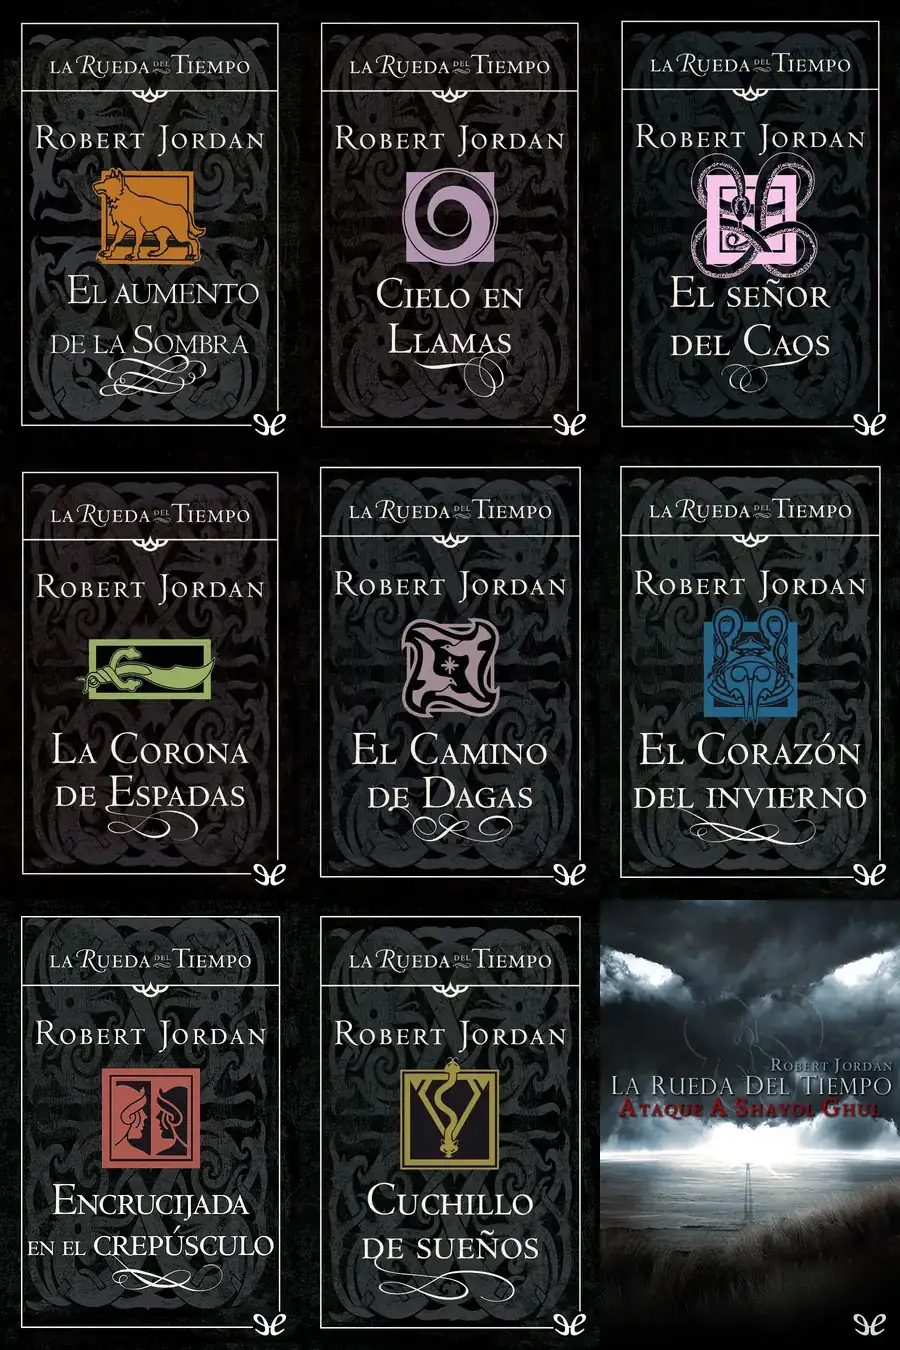 LA RUEDA DEL TIEMPO
ROBERT JORDAN
EL AUMENTO
DE LA SOMBRA
LA RUEDA DEL TIEMPO
ROBERT JORDAN
CIELO EN
LLAMAS
LA RUEDA DEL TIEMPO
ROBERT JORDAN
EL SEÑOR
DEL CAOS
LA RUEDA DEL TIEMPO
ROBERT JORDAN
LA CORONA
DE ESPADAS
LA RUEDA DEL TIEMPO
ROBERT JORDAN
EL CAMINO
DE DAGAS
LA RUEDA DEL TIEMPO
ROBERT JORDAN
EL CORAZÓN
DEL INVIERNO
LA RUEDA DEL TIEMPO
ROBERT JORDAN
ENCRUCIJADA
EN EL CREPÚSCULO
LA RUEDA DEL TIEMPO
ROBERT JORDAN
CUCHILLO
DE SUEÑOS
ROBERT JORDAN
LA RUEDA DEL TIEMPO
ATAQUE A SHAYOL GHUL